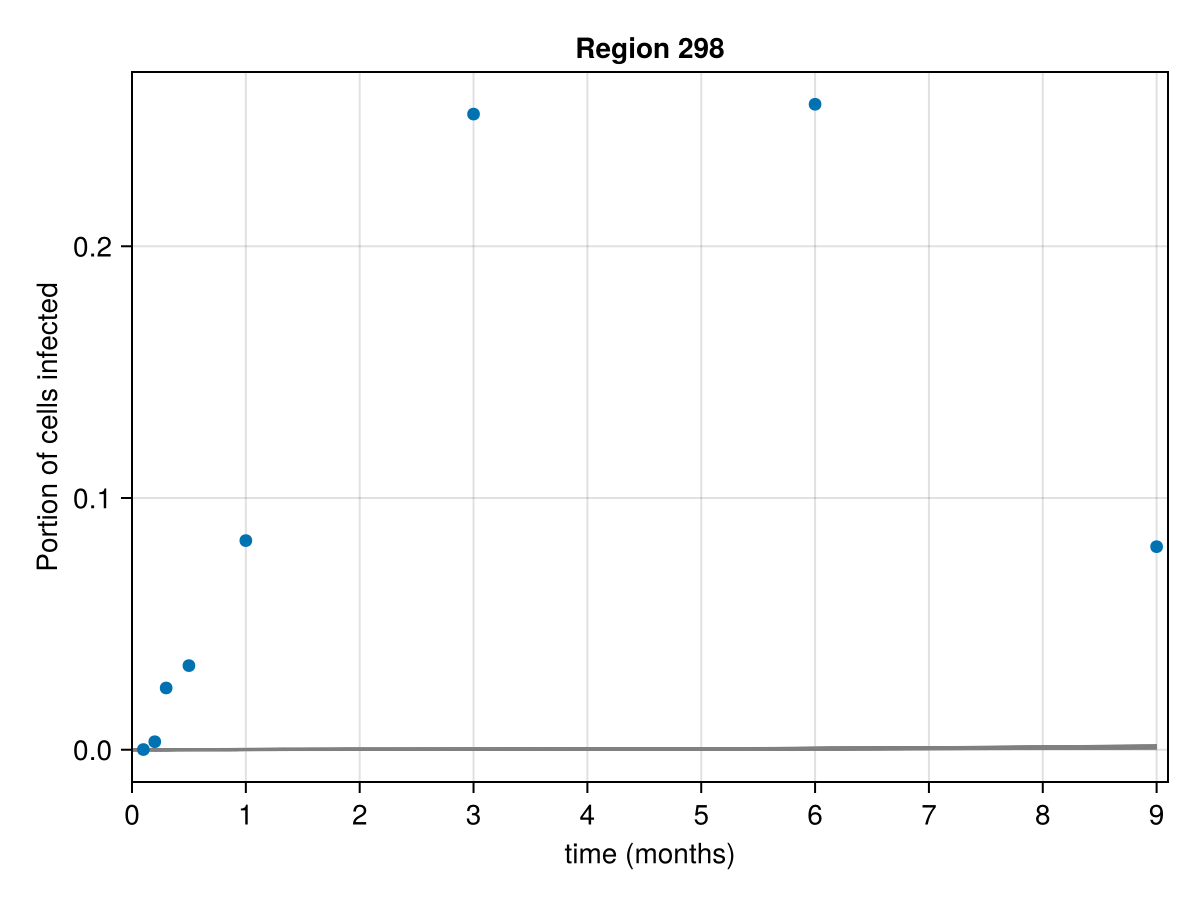 Region 298
Portion of cells infected
0.2
0.1
0.0
0 1 2 3 4 5 6 7 8 9
time (months)